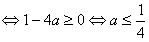 ⇔ 1 − 4a ≥ 0 ⇔ a ≤ 1/4